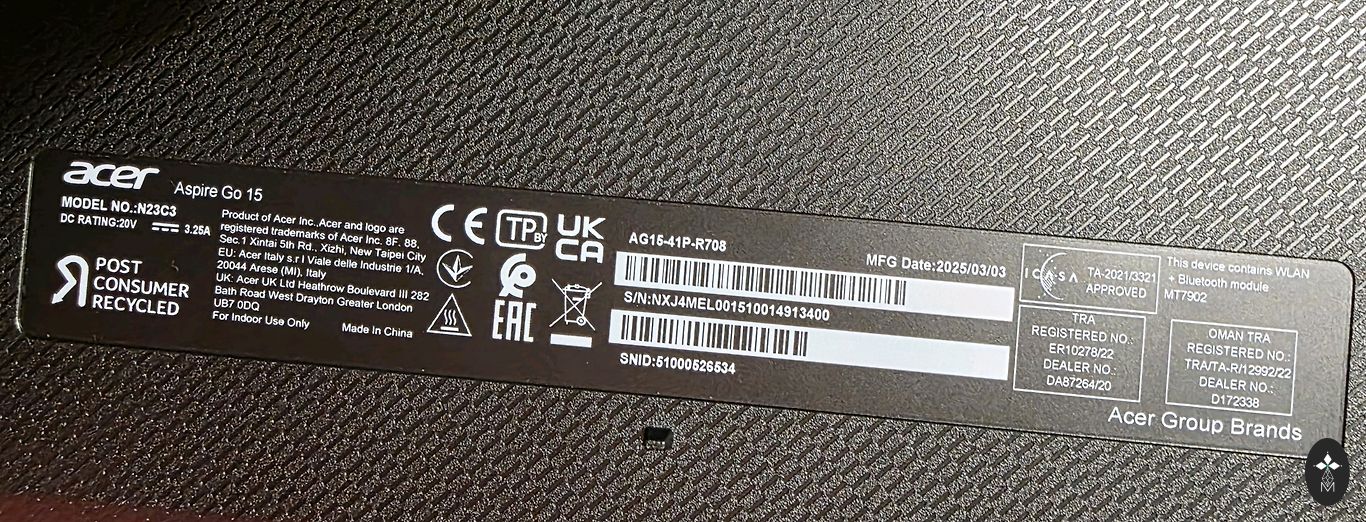 acer Aspire Go 15
MODEL NO.:N23C3
DC RATING:20V 3.25A
POST
CONSUMER
RECYCLED
Product of Acer Inc.,Acer and logo are
registered trademarks of Acer Inc. 8F. 88,
Sec.1 Xintai 5th Rd., Xizhi, New Taipei City
EU: Acer Italy s.r l Viale delle Industrie 1/A,
20044 Arese (MI), Italy
UK: Acer UK Ltd Heathrow Boulevard III 282
Bath Road West Drayton Greater London
UB7 0DQ
For Indoor Use Only Made In China
CE TP BY UK
CA
EAC
AG15-41P-R708
MFG Date:2025/03/03
S/N:NXJ4MEL001510014913400
SNID:51000526534
ICASA TA-2021/3321
APPROVED
This device contains WLAN
+ Bluetooth module
MT7902
TRA
REGISTERED NO.:
ER10278/22
DEALER NO.:
DA87264/20
OMAN TRA
REGISTERED NO.:
TRA/TA-R/12992/22
DEALER NO.:
D172338
Acer Group Brands
M